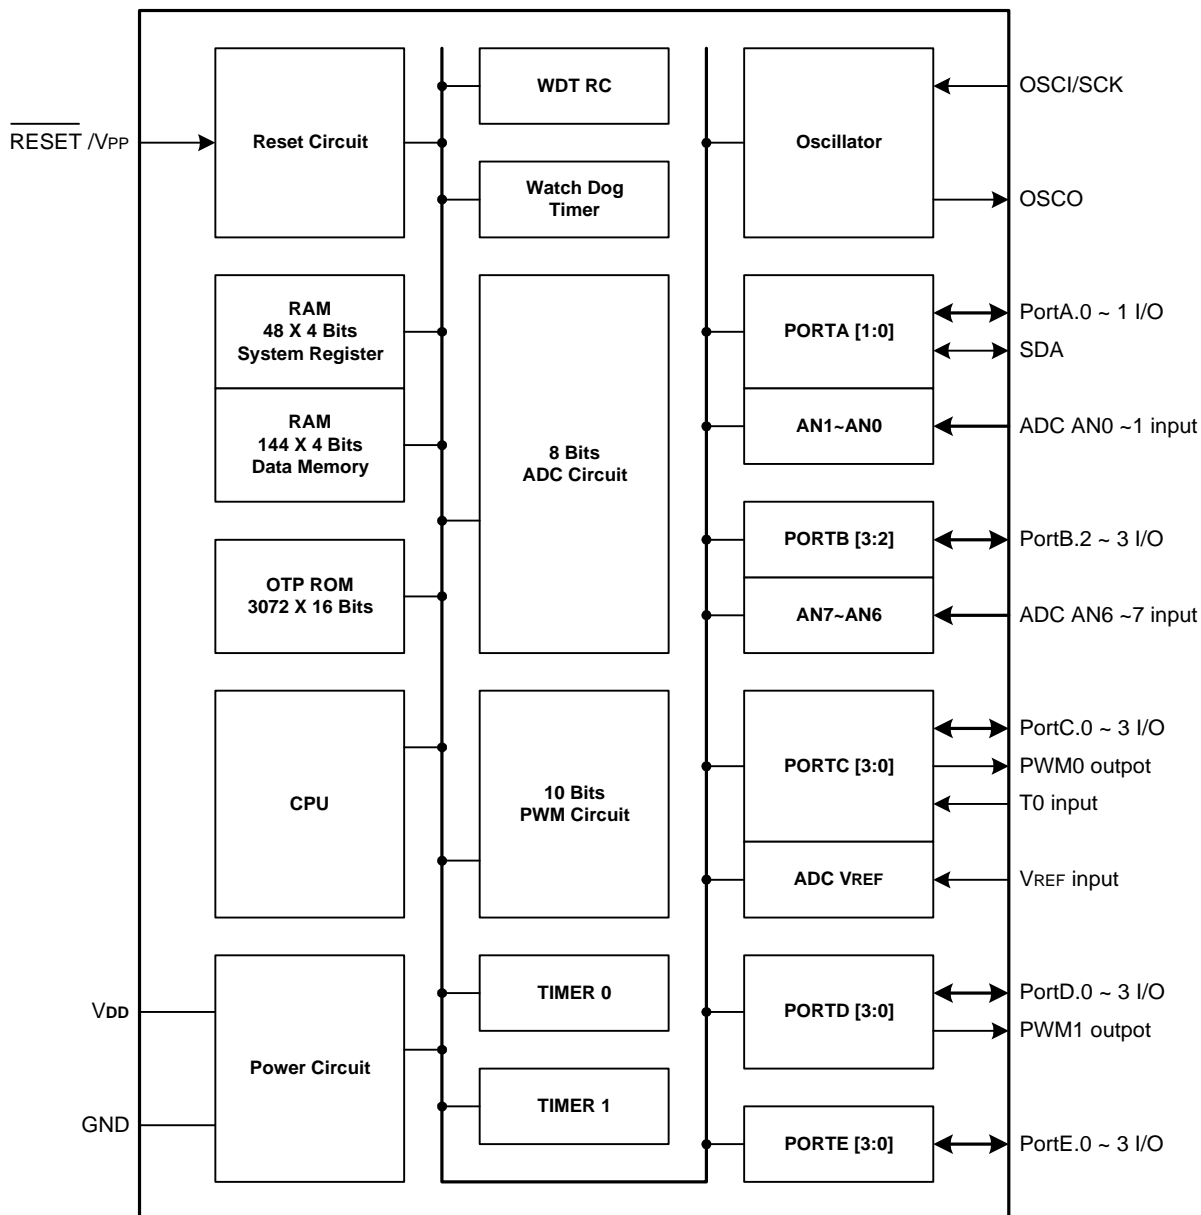 RESET /VPP
VDD
GND
Reset Circuit
RAM
48 X 4 Bits
System Register
RAM
144 X 4 Bits
Data Memory
OTP ROM
3072 X 16 Bits
CPU
Power Circuit
WDT RC
Watch Dog
Timer
8 Bits
ADC Circuit
10 Bits
PWM Circuit
TIMER 0
TIMER 1
Oscillator
PORTA [1:0]
AN1~AN0
PORTB [3:2]
AN7~AN6
PORTC [3:0]
ADC VREF
PORTD [3:0]
PORTE [3:0]
OSCI/SCK
OSCO
PortA.0 ~ 1 I/O
SDA
ADC AN0 ~1 input
PortB.2 ~ 3 I/O
ADC AN6 ~7 input
PortC.0 ~ 3 I/O
PWM0 outpot
T0 input
VREF input
PortD.0 ~ 3 I/O
PWM1 outpot
PortE.0 ~ 3 I/O